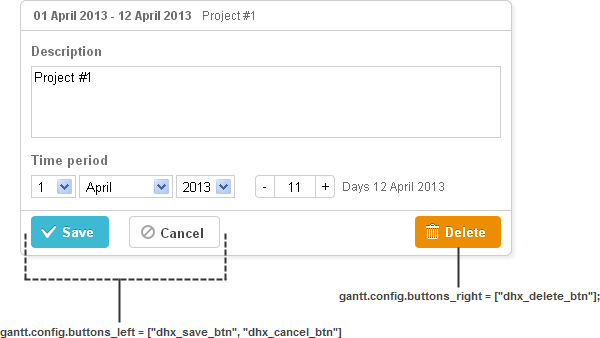 01 April 2013 - 12 April 2013 Project #1
Description
Project #1
Time period
1 April 2013 - 11 + Days 12 April 2013
Save Cancel Delete
gantt.config.buttons_right = ["dhx_delete_btn"];
gantt.config.buttons_left = ["dhx_save_btn", "dhx_cancel_btn"]